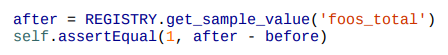 after = REGISTRY.get_sample_value('foos_total')
self.assertEqual(1, after - before)